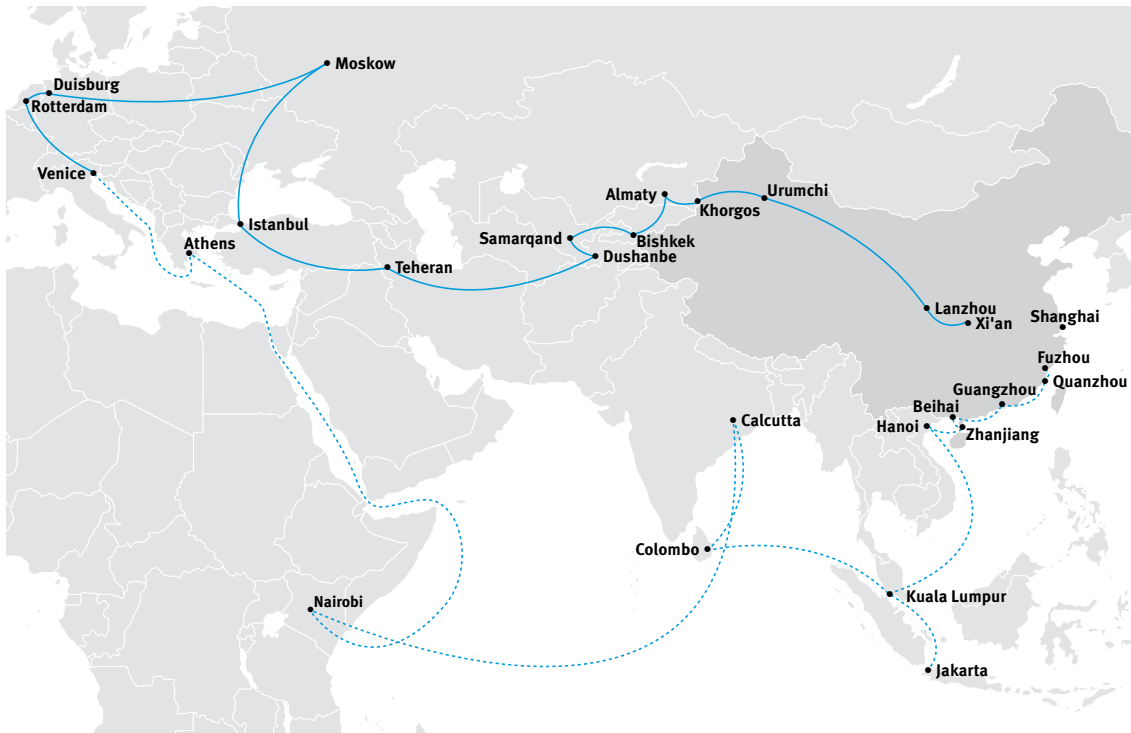 Moskow
Duisburg
Rotterdam
Venice
Istanbul
Athens
Teheran
Samarqand
Almaty
Bishkek
Dushanbe
Khorgos
Urumchi
Lanzhou
Xi'an
Shanghai
Fuzhou
Quanzhou
Guangzhou
Beihai
Hanoi
Zhanjiang
Calcutta
Colombo
Kuala Lumpur
Nairobi
Jakarta